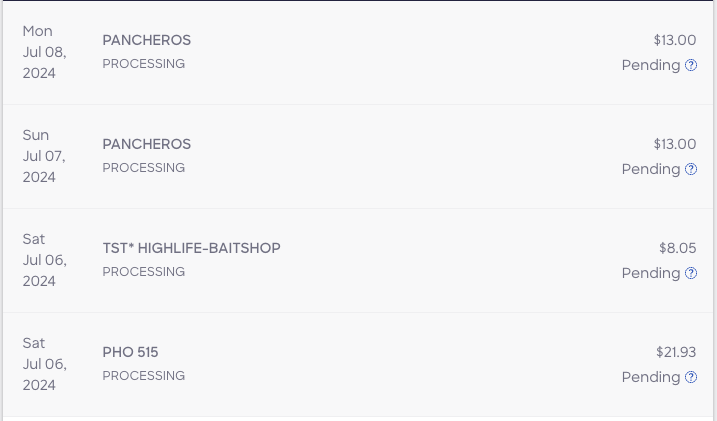 Mon
Jul 08,
2024
PANCHEROS
PROCESSING
$13.00
Pending
Sun
Jul 07,
2024
PANCHEROS
PROCESSING
$13.00
Pending
Sat
Jul 06,
2024
TST* HIGHLIFE-BAITSHOP
PROCESSING
$8.05
Pending
Sat
Jul 06,
2024
PHO 515
PROCESSING
$21.93
Pending